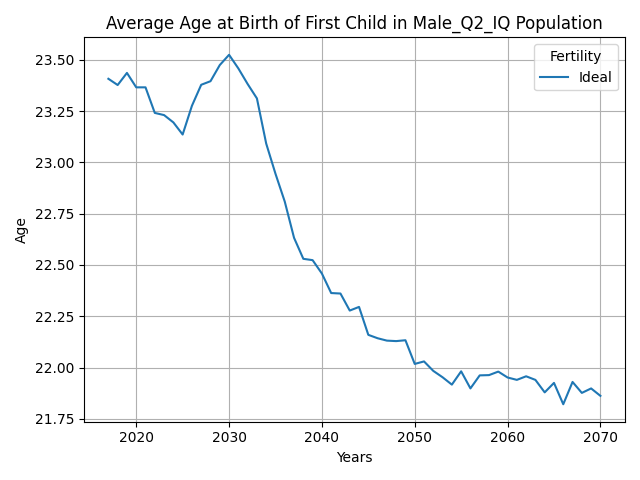 Average Age at Birth of First Child in Male_Q2_IQ Population
Fertility
Ideal
23.50
23.25
23.00
22.75
22.50
22.25
22.00
21.75
Age
2020 2030 2040 2050 2060 2070
Years